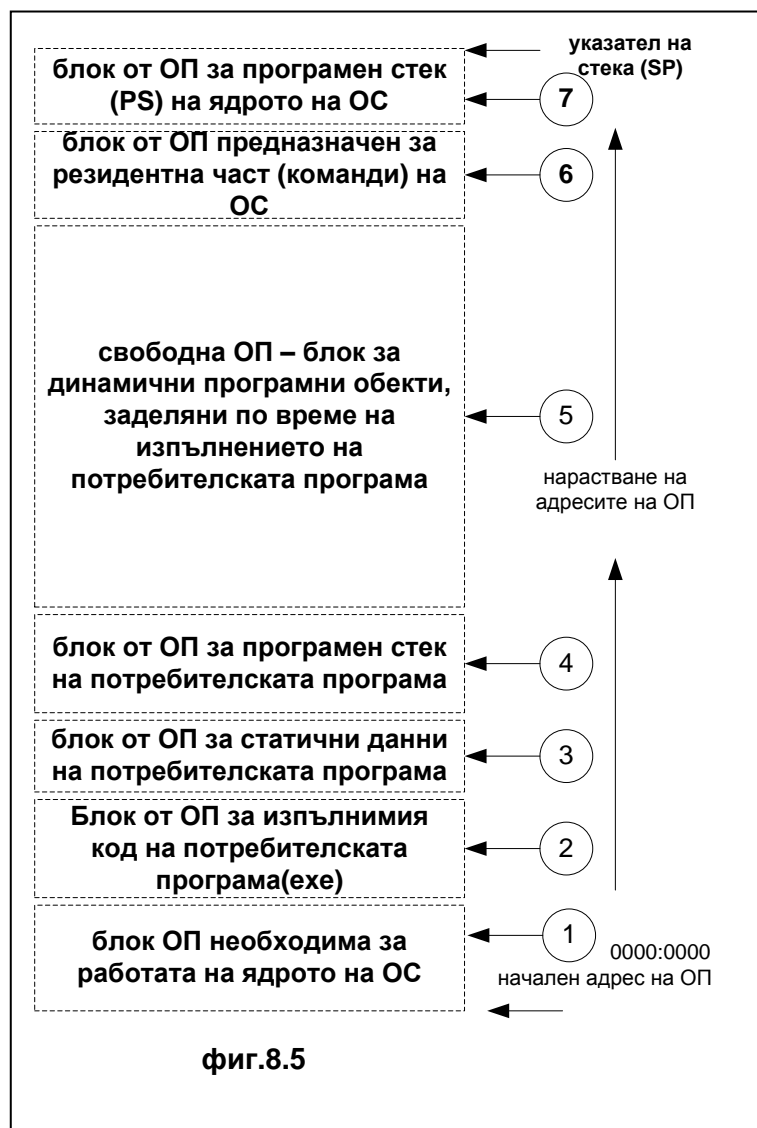 указател на
стека (SP)
блок от ОП за програмен стек
(PS) на ядрото на ОС
7
блок от ОП предназначен за
резидентна част (команди) на
ОС
6
свободна ОП – блок за
динамични програмни обекти,
заделяни по време на
изпълнението на
потребителската програма
5
нарастване на
адресите на ОП
блок от ОП за програмен стек
на потребителската програма
4
блок от ОП за статични данни
на потребителската програма
3
Блок от ОП за изпълнимия
код на потребителската
програма(exe)
2
блок ОП необходима за
работата на ядрото на ОС
1
0000:0000
начален адрес на ОП
фиг.8.5